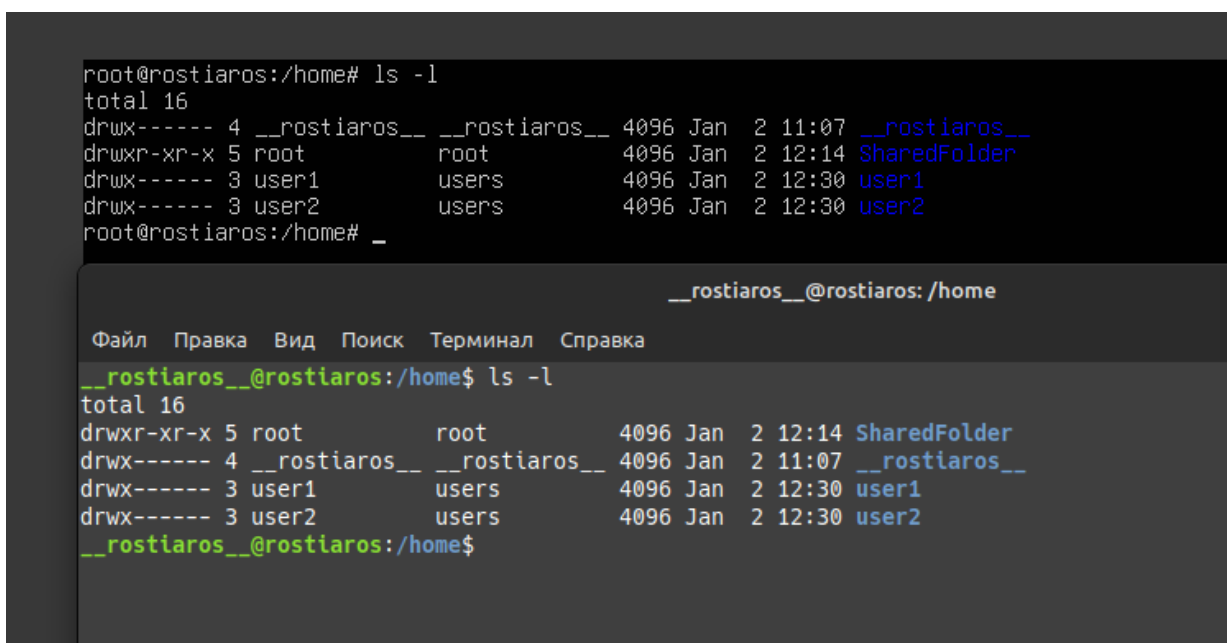 root@rostiaros:/home# ls -l
total 16
drwx------ 4 __rostiaros__ __rostiaros__ 4096 Jan  2 11:07 __rostiaros__
drwxr-xr-x 5 root          root          4096 Jan  2 12:14 SharedFolder
drwx------ 3 user1         users         4096 Jan  2 12:30 user1
drwx------ 3 user2         users         4096 Jan  2 12:30 user2
root@rostiaros:/home# _
__rostiaros__@rostiaros: /home
Файл Правка Вид Поиск Терминал Справка
__rostiaros__@rostiaros:/home$ ls -l
total 16
drwxr-xr-x 5 root          root          4096 Jan  2 12:14 SharedFolder
drwx------ 4 __rostiaros__ __rostiaros__ 4096 Jan  2 11:07 __rostiaros__
drwx------ 3 user1         users         4096 Jan  2 12:30 user1
drwx------ 3 user2         users         4096 Jan  2 12:30 user2
__rostiaros__@rostiaros:/home$